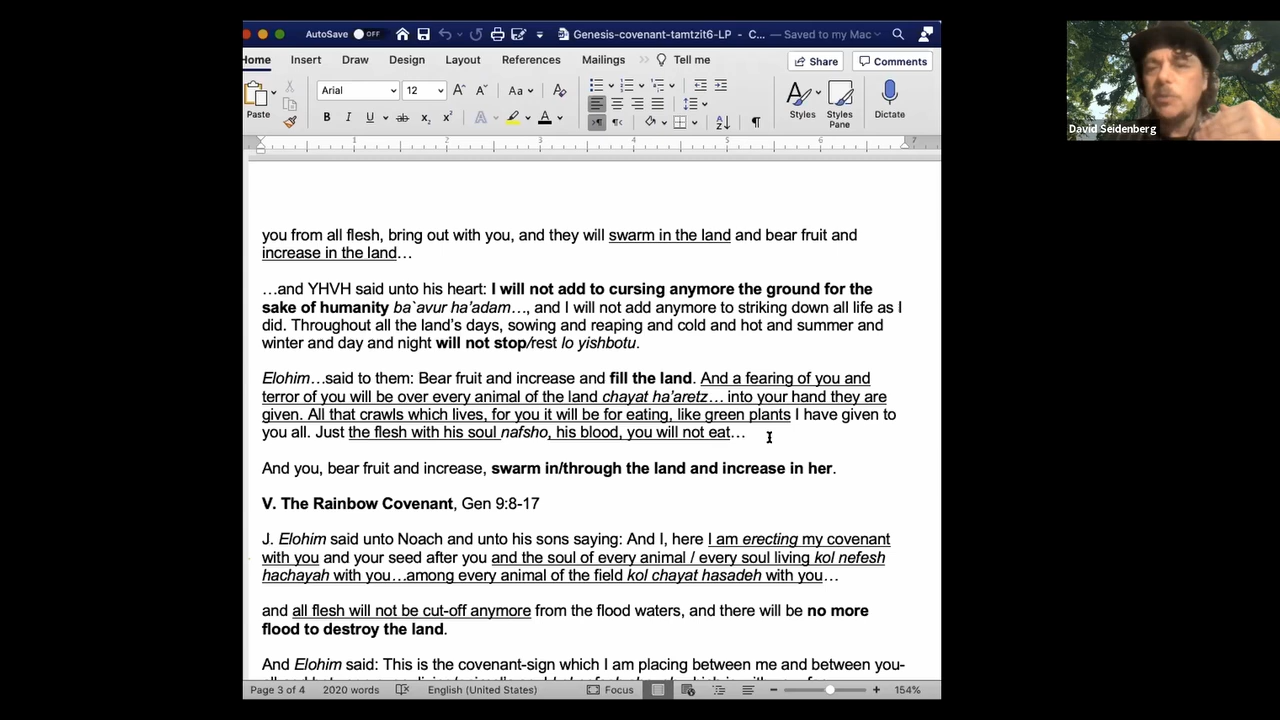 AutoSave OFF Genesis-covenant-tamtzit6-LP - C... — Saved to my Mac
Home Insert Draw Design Layout References Mailings Tell me Share Comments
Paste Arial 12 Aa Styles Styles Pane Dictate
David Seidenberg
1 2 3 4 5 6 7
you from all flesh, bring out with you, and they will swarm in the land and bear fruit and
increase in the land…
…and YHVH said unto his heart: I will not add to cursing anymore the ground for the
sake of humanity ba`avur ha’adam…, and I will not add anymore to striking down all life as I
did. Throughout all the land’s days, sowing and reaping and cold and hot and summer and
winter and day and night will not stop/rest lo yishbotu.
Elohim…said to them: Bear fruit and increase and fill the land. And a fearing of you and
terror of you will be over every animal of the land chayat ha’aretz… into your hand they are
given. All that crawls which lives, for you it will be for eating, like green plants I have given to
you all. Just the flesh with his soul nafsho, his blood, you will not eat…
And you, bear fruit and increase, swarm in/through the land and increase in her.
V. The Rainbow Covenant, Gen 9:8-17
J. Elohim said unto Noach and unto his sons saying: And I, here I am erecting my covenant
with you and your seed after you and the soul of every animal / every soul living kol nefesh
hachayah with you…among every animal of the field kol chayat hasadeh with you…
and all flesh will not be cut-off anymore from the flood waters, and there will be no more
flood to destroy the land.
And Elohim said: This is the covenant-sign which I am placing between me and between you-
Page 3 of 4 2020 words English (United States) Focus 154%